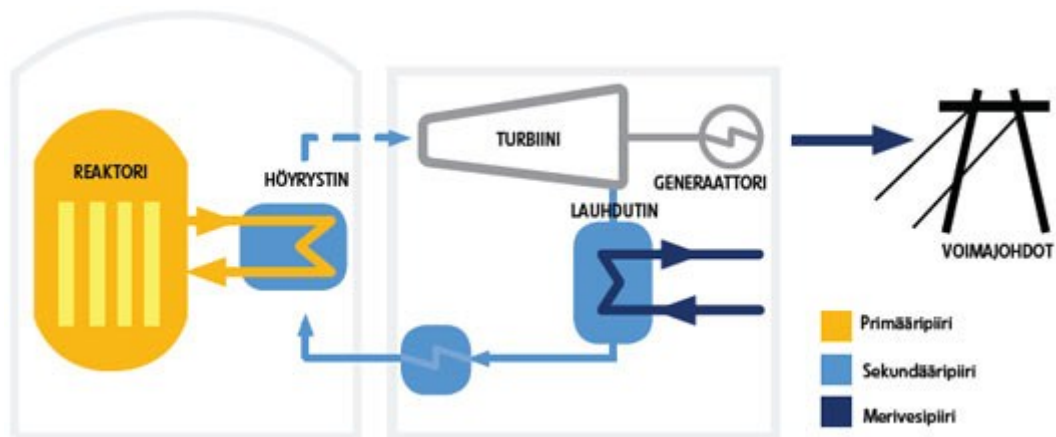 REAKTORI
HÖYRYSTIN
TURBIINI
GENERAATTORI
LAUHDUTIN
VOIMAJOHDOT
Primääripiiri
Sekundääripiiri
Merivesipiiri